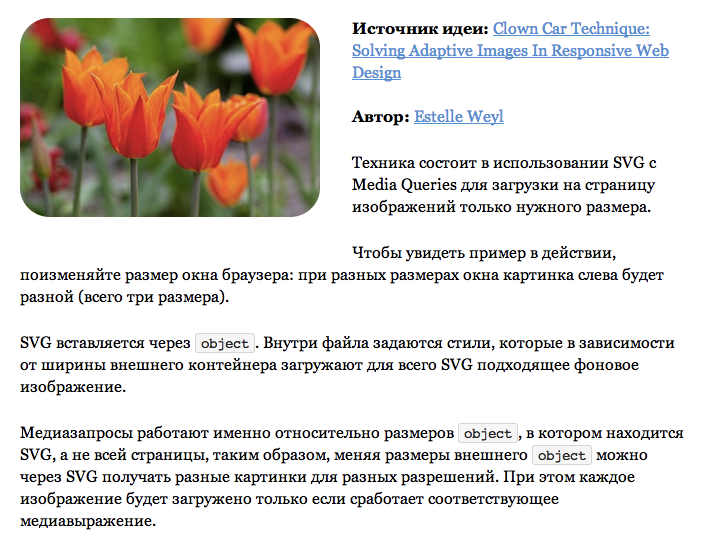 Источник идеи: Clown Car Technique:
Solving Adaptive Images In Responsive Web
Design
Автор: Estelle Weyl
Техника состоит в использовании SVG с
Media Queries для загрузки на страницу
изображений только нужного размера.
Чтобы увидеть пример в действии,
поизменяйте размер окна браузера: при разных размерах окна картинка слева будет
разной (всего три размера).
SVG вставляется через object. Внутри файла задаются стили, которые в зависимости
от ширины внешнего контейнера загружают для всего SVG подходящее фоновое
изображение.
Медиазапросы работают именно относительно размеров object, в котором находится
SVG, а не всей страницы, таким образом, меняя размеры внешнего object можно
через SVG получать разные картинки для разных разрешений. При этом каждое
изображение будет загружено только если сработает соответствующее
медиавыражение.